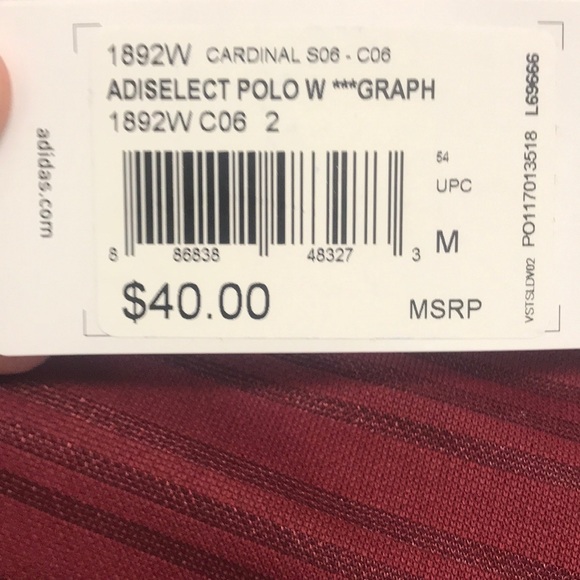 1892W CARDINAL S06 - C06
ADISELECT POLO W ***GRAPH
1892W C06 2
54
UPC
M
8 86838 48327 3
$40.00
MSRP
adidas.com
VSTSLDV02 PO117013518 L69666